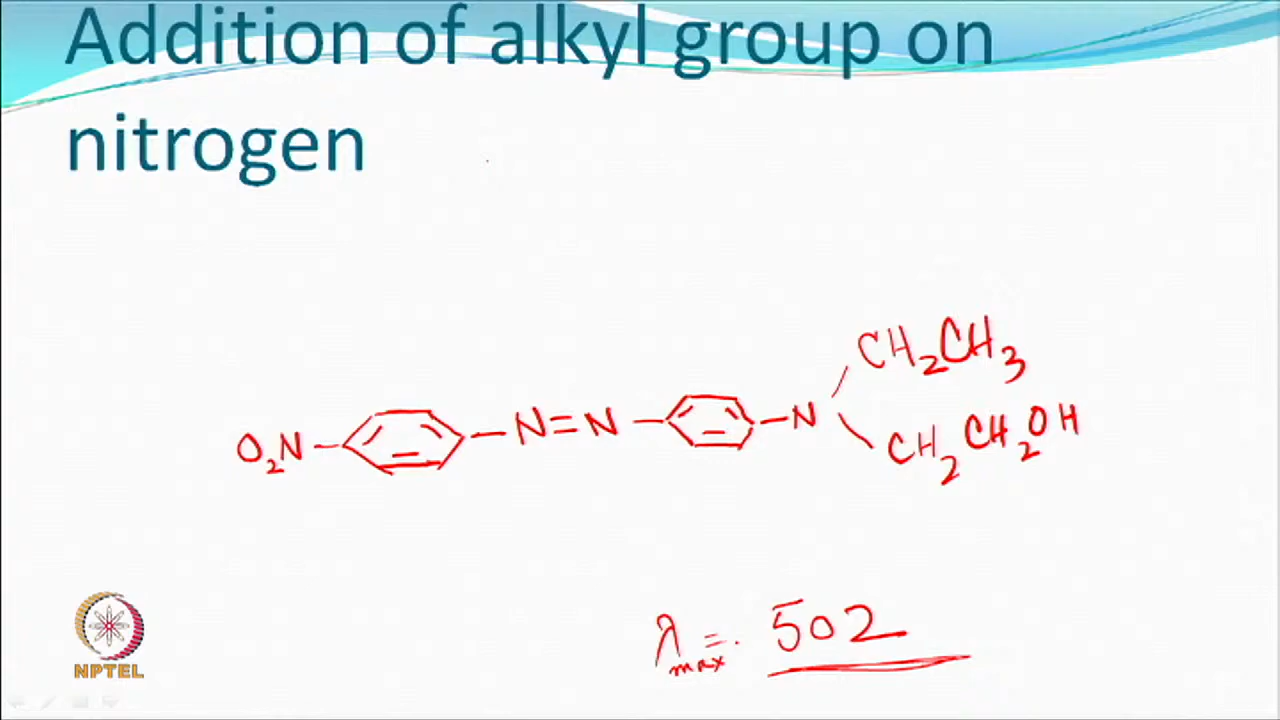 Addition of alkyl group on
nitrogen
CH2CH3
O2N N=N N
CH2CH2OH
λmax = 502
NPTEL